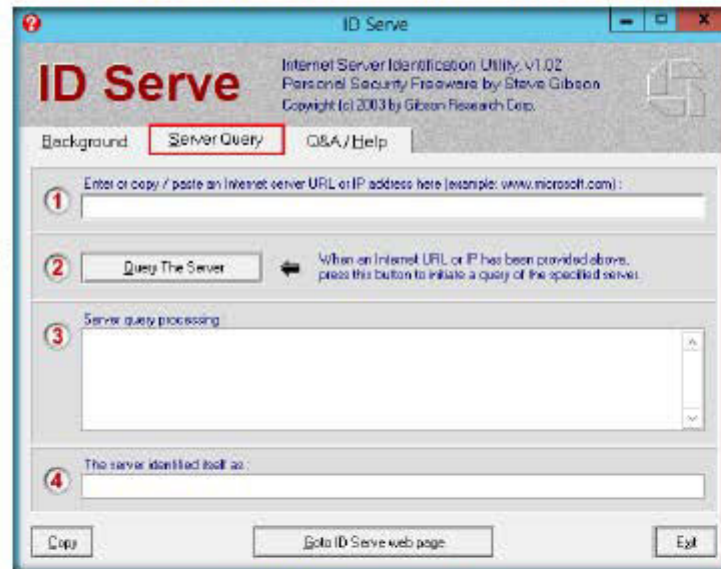 ID Serve
ID Serve
Internet Server Identification Utility, v1.02
Personal Security Freeware by Steve Gibson
Copyright (c) 2003 by Gibson Research Corp.
Background
Server Query
Q&A / Help
1
Enter or copy / paste an Internet server URL or IP address here (example: www.microsoft.com) :
2
Query The Server
When an Internet URL or IP has been provided above,
press this button to initiate a query of the specified server.
3
Server query processing :
4
The server identified itself as :
Copy
Goto ID Serve web page
Exit